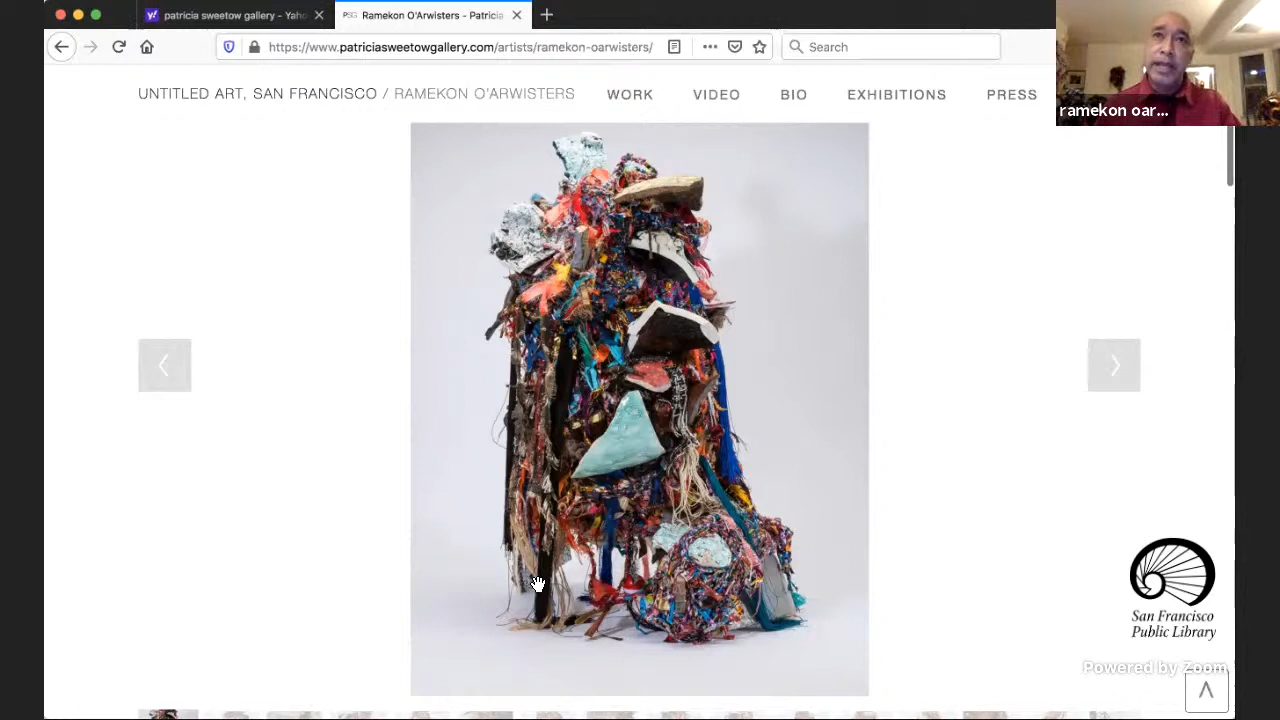 patricia sweetow gallery - Yaho
PSG Ramekon O'Arwisters - Patricia
https://www.patriciasweetowgallery.com/artists/ramekon-oarwisters/
Search
UNTITLED ART, SAN FRANCISCO / RAMEKON O'ARWISTERS
WORK
VIDEO
BIO
EXHIBITIONS
PRESS
ramekon oar...
San Francisco
Public Library
Powered by Zoom